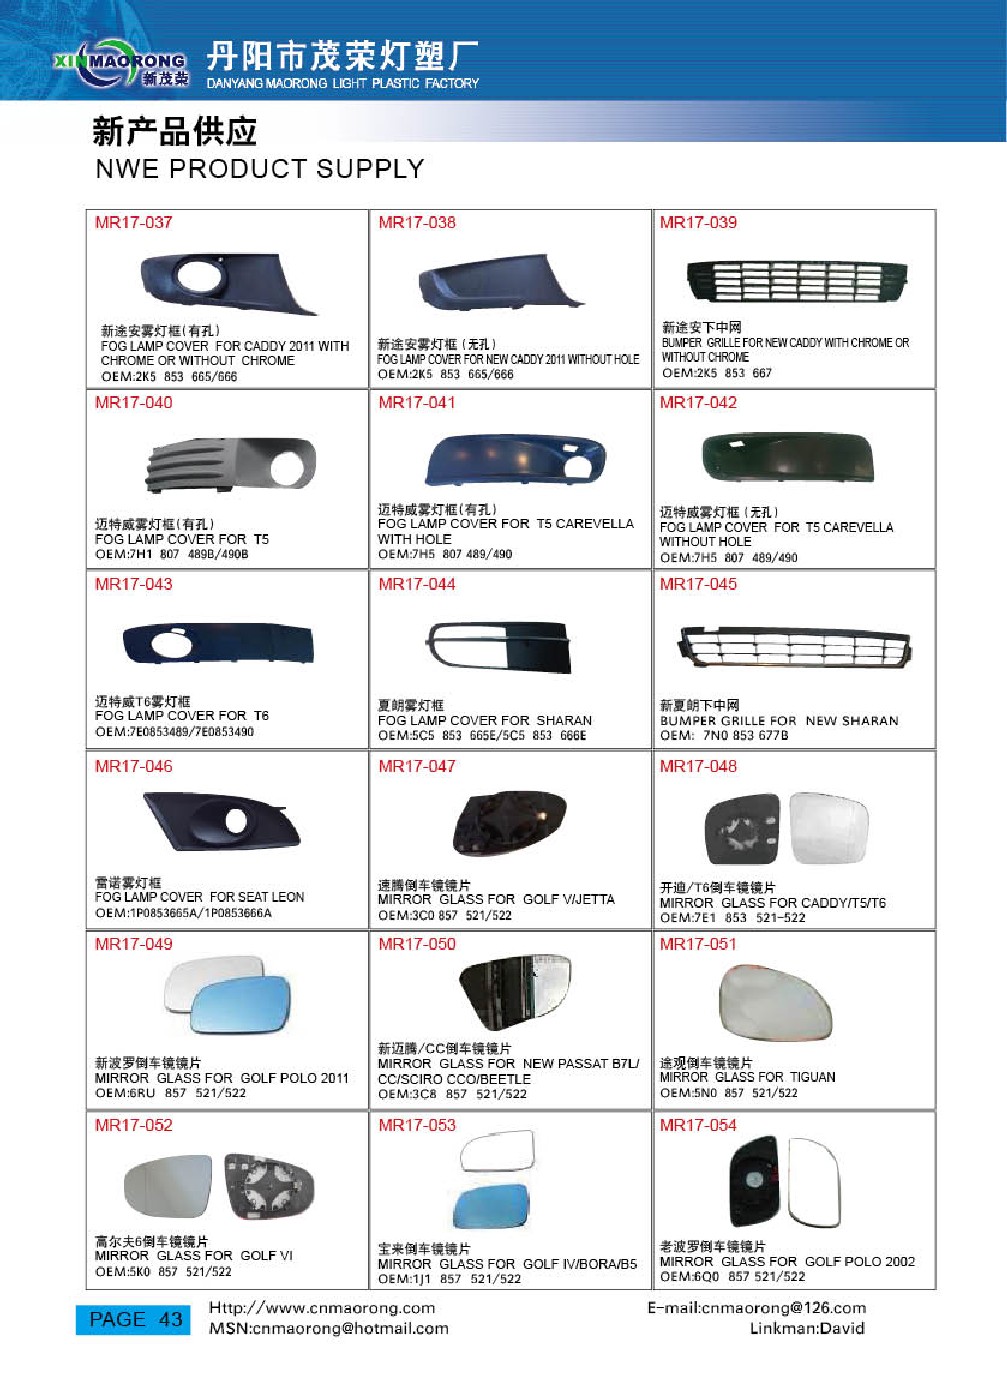 XINMAORONG
新茂荣
丹阳市茂荣灯塑厂
DANYANG MAORONG LIGHT PLASTIC FACTORY
新产品供应
NWE PRODUCT SUPPLY
MR17-037
新途安雾灯框(有孔)
FOG LAMP COVER FOR CADDY 2011 WITH
CHROME OR WITHOUT CHROME
OEM:2K5 853 665/666
MR17-038
新途安雾灯框 (无孔)
FOG LAMP COVER FOR NEW CADDY 2011 WITHOUT HOLE
OEM:2K5 853 665/666
MR17-039
新途安下中网
BUMPER GRILLE FOR NEW CADDY WITH CHROME OR
WITHOUT CHROME
OEM:2K5 853 667
MR17-040
迈特威雾灯框(有孔)
FOG LAMP COVER FOR T5
OEM:7H1 807 489B/490B
MR17-041
迈特威雾灯框(有孔)
FOG LAMP COVER FOR T5 CAREVELLA
WITH HOLE
OEM:7H5 807 489/490
MR17-042
迈特威雾灯框 (无孔)
FOG LAMP COVER FOR T5 CAREVELLA
WITHOUT HOLE
OEM:7H5 807 489/490
MR17-043
迈特威T6雾灯框
FOG LAMP COVER FOR T6
OEM:7E0853489/7E0853490
MR17-044
夏朗雾灯框
FOG LAMP COVER FOR SHARAN
OEM:5C5 853 665E/5C5 853 666E
MR17-045
新夏朗下中网
BUMPER GRILLE FOR NEW SHARAN
OEM: 7N0 853 677B
MR17-046
雷诺雾灯框
FOG LAMP COVER FOR SEAT LEON
OEM:1P0853665A/1P0853666A
MR17-047
速腾倒车镜镜片
MIRROR GLASS FOR GOLF V/JETTA
OEM:3C0 857 521/522
MR17-048
开迪/T6倒车镜镜片
MIRROR GLASS FOR CADDY/T5/T6
OEM:7E1 853 521-522
MR17-049
新波罗倒车镜镜片
MIRROR GLASS FOR GOLF POLO 2011
OEM:6RU 857 521/522
MR17-050
新迈腾/CC倒车镜镜片
MIRROR GLASS FOR NEW PASSAT B7L/
CC/SCIRO CCO/BEETLE
OEM:3C8 857 521/522
MR17-051
途观倒车镜镜片
MIRROR GLASS FOR TIGUAN
OEM:5N0 857 521/522
MR17-052
高尔夫6倒车镜镜片
MIRROR GLASS FOR GOLF VI
OEM:5K0 857 521/522
MR17-053
宝来倒车镜镜片
MIRROR GLASS FOR GOLF IV/BORA/B5
OEM:1J1 857 521/522
MR17-054
老波罗倒车镜镜片
MIRROR GLASS FOR GOLF POLO 2002
OEM:6Q0 857 521/522
PAGE 43
Http://www.cnmaorong.com
MSN:cnmaorong@hotmail.com
E-mail:cnmaorong@126.com
Linkman:David